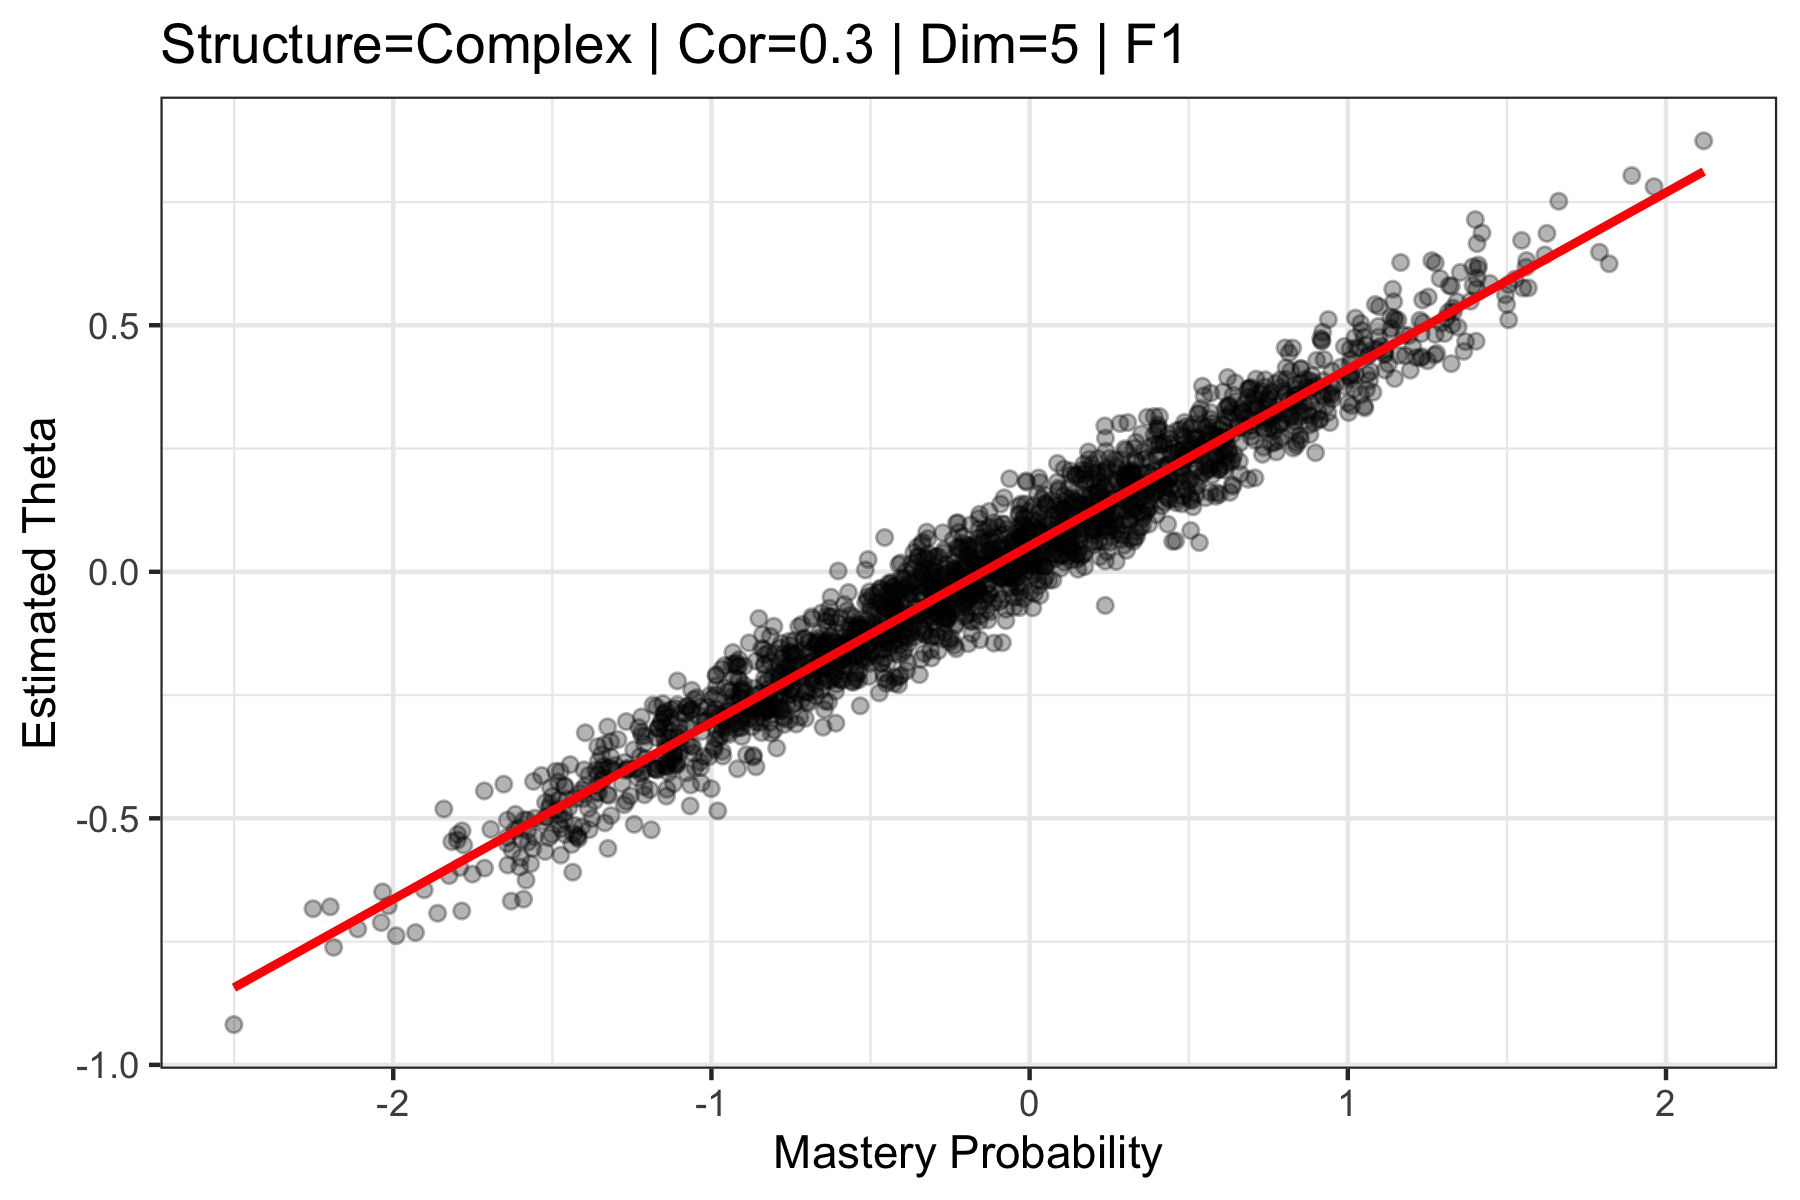 Structure=Complex | Cor=0.3 | Dim=5 | F1
Estimated Theta
0.5
0.0
-0.5
-1.0
-2 -1 0 1 2
Mastery Probability